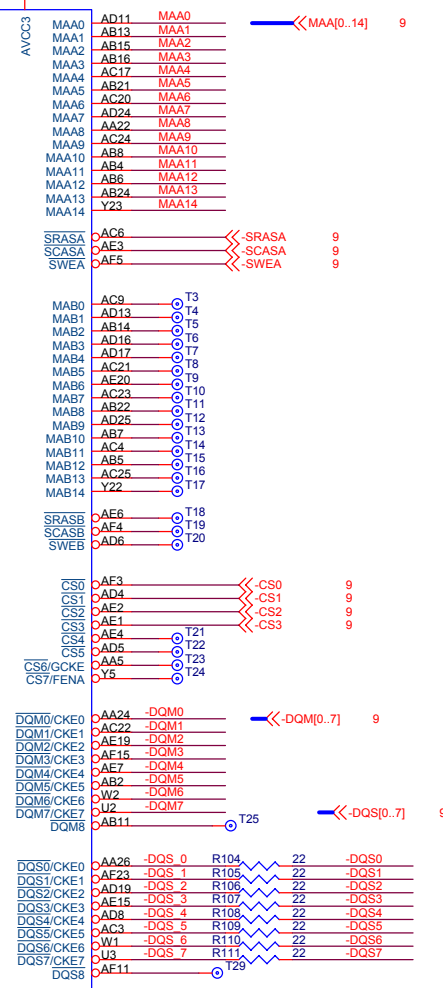 AVCC3
MAA0 AD11 MAA0 MAA[0..14] 9
MAA1 AB13 MAA1
MAA2 AB15 MAA2
MAA3 AB16 MAA3
MAA4 AC17 MAA4
MAA5 AB21 MAA5
MAA6 AC20 MAA6
MAA7 AD24 MAA7
MAA8 AA22 MAA8
MAA9 AC24 MAA9
MAA10 AB8 MAA10
MAA11 AB4 MAA11
MAA12 AB6 MAA12
MAA13 AB24 MAA13
MAA14 Y23 MAA14
SRASA AC6 -SRASA 9
SCASA AE3 -SCASA 9
SWEA AF5 -SWEA 9
MAB0 AC9 T3
MAB1 AD13 T4
MAB2 AB14 T5
MAB3 AD16 T6
MAB4 AD17 T7
MAB5 AC21 T8
MAB6 AE20 T9
MAB7 AC23 T10
MAB8 AB22 T11
MAB9 AD25 T12
MAB10 AB7 T13
MAB11 AC4 T14
MAB12 AB5 T15
MAB13 AC25 T16
MAB14 Y22 T17
SRASB AE6 T18
SCASB AF4 T19
SWEB AD6 T20
CS0 AF3 -CS0 9
CS1 AD4 -CS1 9
CS2 AE2 -CS2 9
CS3 AE1 -CS3 9
CS4 AE4 T21
CS5 AD5 T22
CS6/GCKE AA5 T23
CS7/FENA Y5 T24
DQM0/CKE0 AA24 -DQM0 -DQM[0..7] 9
DQM1/CKE1 AC22 -DQM1
DQM2/CKE2 AE19 -DQM2
DQM3/CKE3 AF15 -DQM3
DQM4/CKE4 AE7 -DQM4
DQM5/CKE5 AB2 -DQM5
DQM6/CKE6 W2 -DQM6
DQM7/CKE7 U2 -DQM7 -DQS[0..7] 9
DQM8 AB11 T25
DQS0/CKE0 AA26 -DQS_0 R104 22 -DQS0
DQS1/CKE1 AF23 -DQS_1 R105 22 -DQS1
DQS2/CKE2 AD19 -DQS_2 R106 22 -DQS2
DQS3/CKE3 AE15 -DQS_3 R107 22 -DQS3
DQS4/CKE4 AD8 -DQS_4 R108 22 -DQS4
DQS5/CKE5 AC3 -DQS_5 R109 22 -DQS5
DQS6/CKE6 W1 -DQS_6 R110 22 -DQS6
DQS7/CKE7 U3 -DQS_7 R111 22 -DQS7
DQS8 AF11 T29